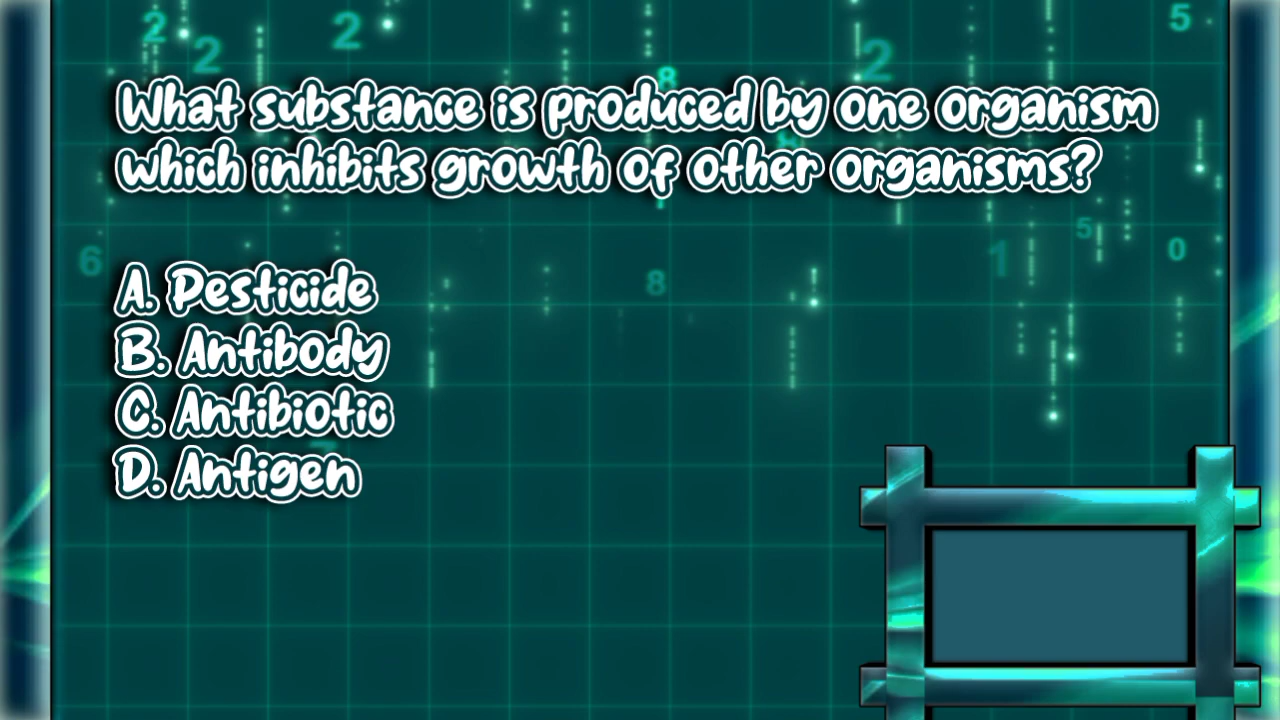 What substance is produced by one organism
which inhibits growth of other organisms?
A. Pesticide
B. Antibody
C. Antibiotic
D. Antigen